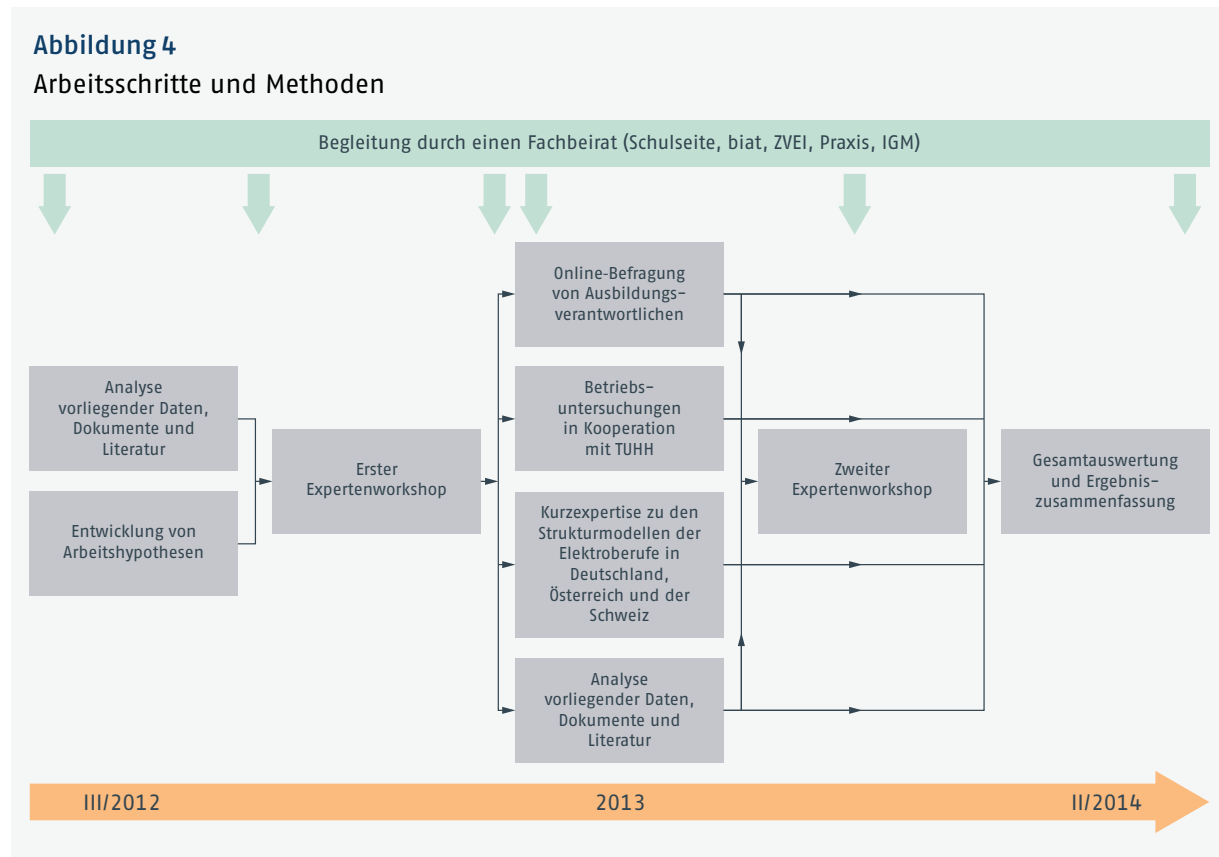 Abbildung 4
Arbeitsschritte und Methoden
Begleitung durch einen Fachbeirat (Schulseite, biat, ZVEI, Praxis, IGM)
Analyse
vorliegender Daten,
Dokumente und
Literatur
Entwicklung von
Arbeitshypothesen
Erster
Expertenworkshop
Online-Befragung
von Ausbildungs-
verantwortlichen
Betriebs-
untersuchungen
in Kooperation
mit TUHH
Kurzexpertise zu den
Strukturmodellen der
Elektroberufe in
Deutschland,
Österreich und der
Schweiz
Analyse
vorliegender Daten,
Dokumente und
Literatur
Zweiter
Expertenworkshop
Gesamtauswertung
und Ergebnis-
zusammenfassung
III/2012
2013
II/2014